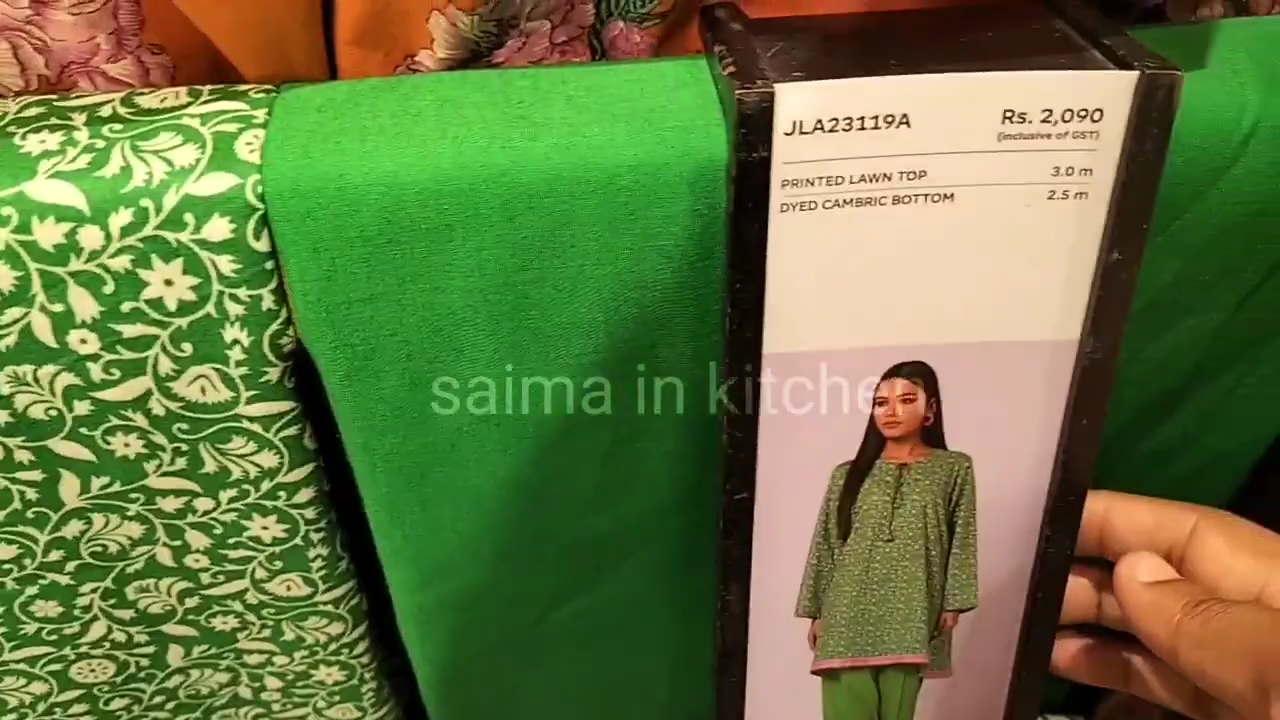 JLA23119A Rs. 2,090
(inclusive of GST)
PRINTED LAWN TOP 3.0 m
DYED CAMBRIC BOTTOM 2.5 m
saima in kitche